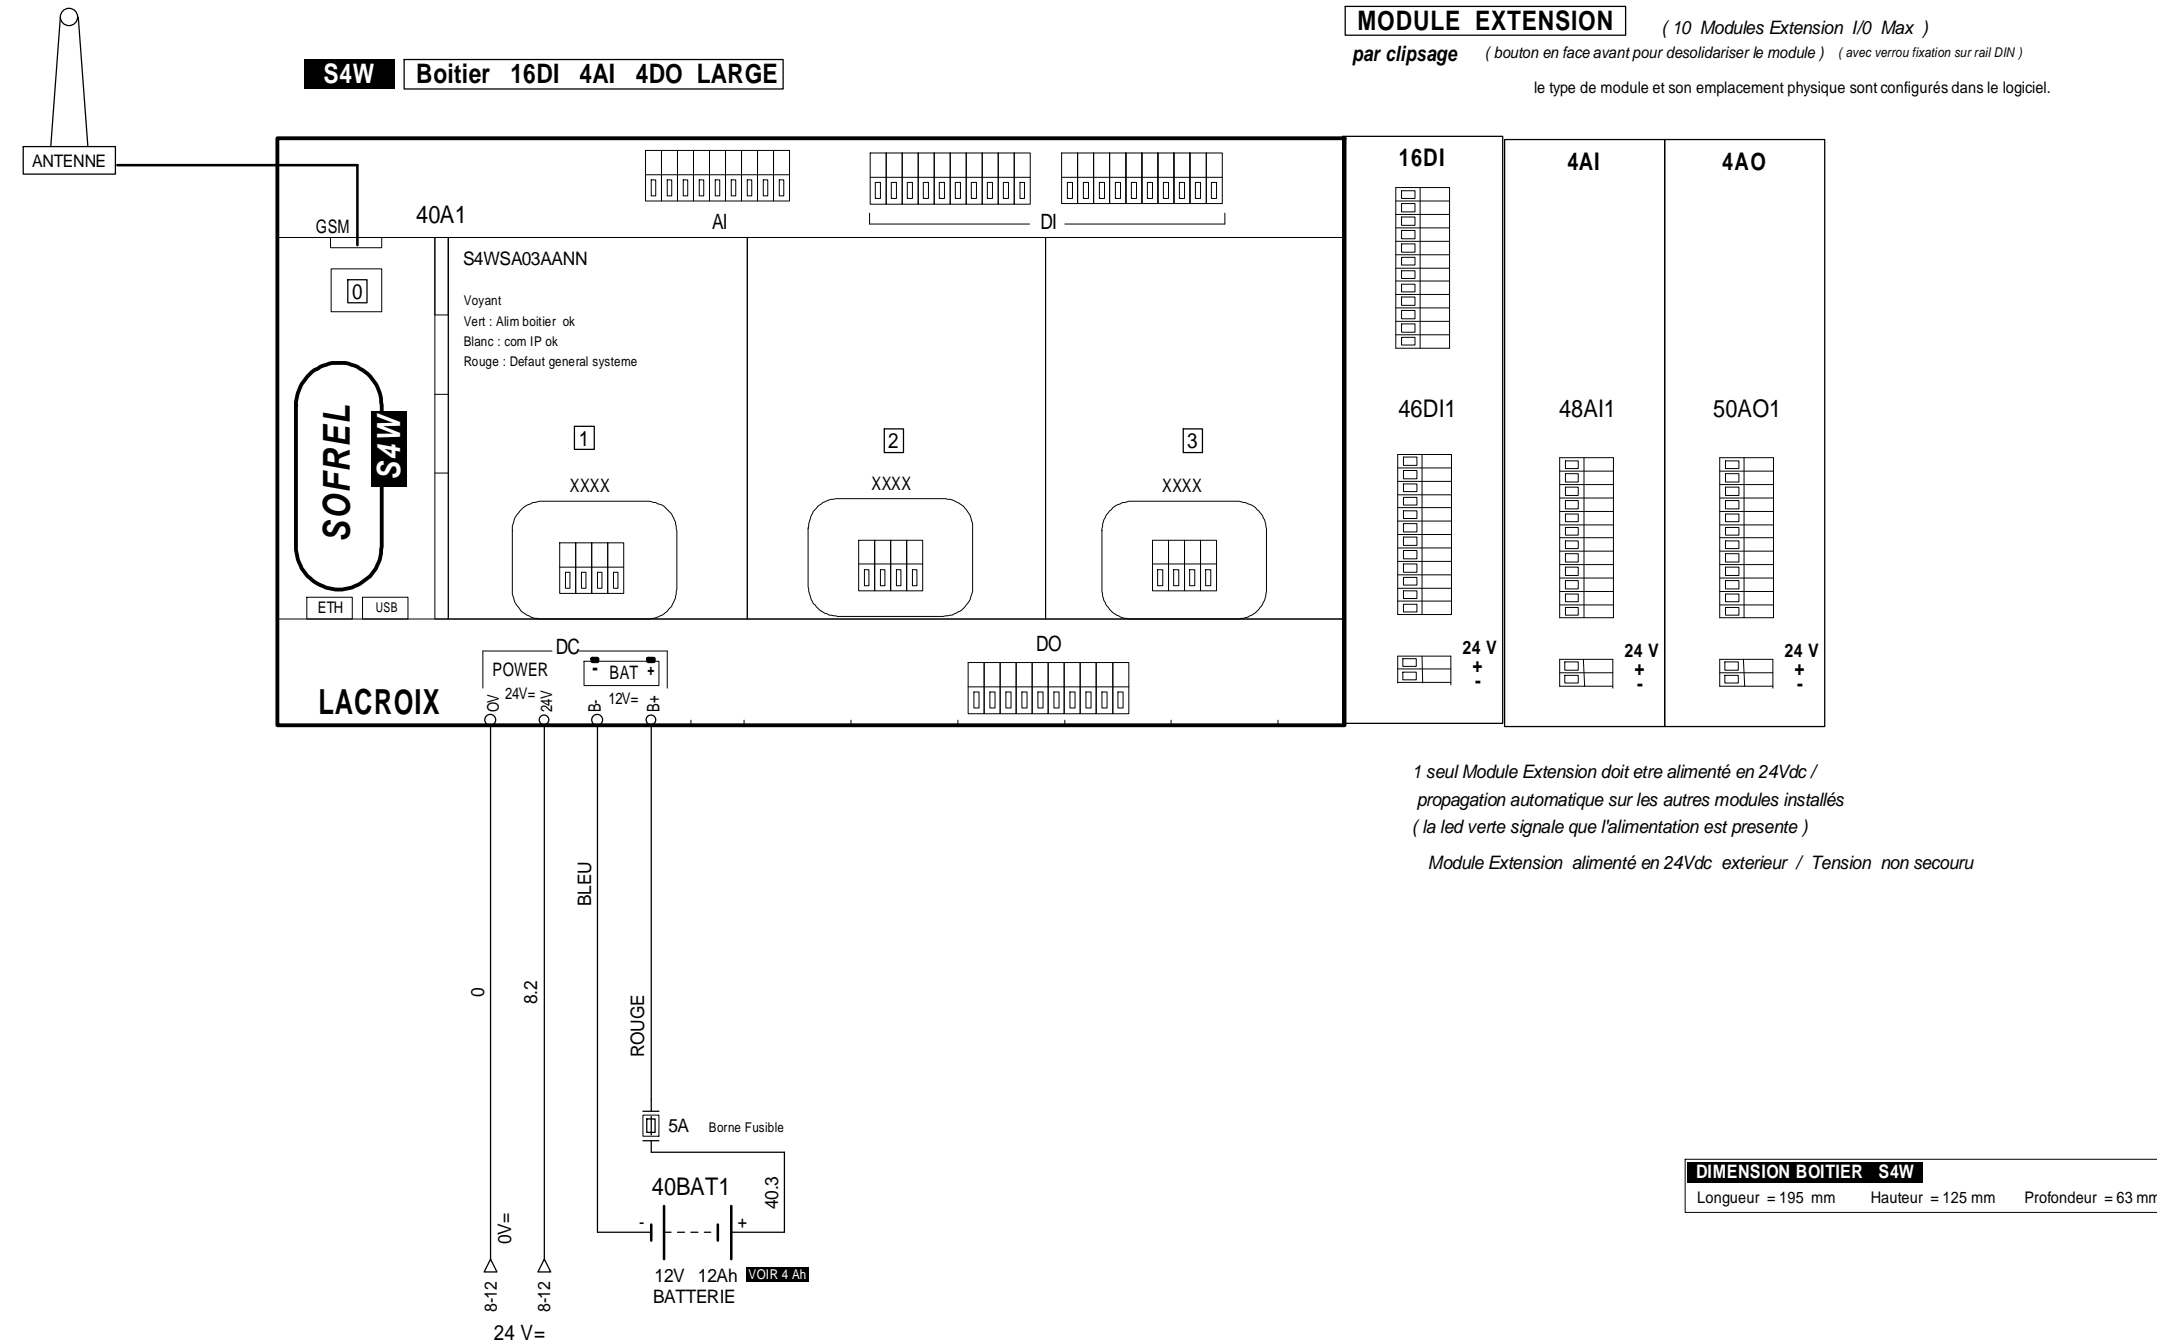 MODULE EXTENSION ( 10 Modules Extension I/0 Max )
par clipsage ( bouton en face avant pour desolidariser le module ) ( avec verrou fixation sur rail DIN )
le type de module et son emplacement physique sont configurés dans le logiciel.
S4W Boitier 16DI 4AI 4DO LARGE
ANTENNE
GSM
40A1
AI
DI
16DI
4AI
4AO
0
S4WSA03AANN
Voyant
Vert : Alim boitier ok
Blanc : com IP ok
Rouge : Defaut general systeme
SOFREL
S4W
1
2
3
XXXX
XXXX
XXXX
46DI1
48AI1
50AO1
ETH
USB
DC
POWER
24V=
0V
24V
- BAT +
12V=
B-
B+
DO
LACROIX
24 V
+
-
24 V
+
-
24 V
+
-
1 seul Module Extension doit etre alimenté en 24Vdc /
propagation automatique sur les autres modules installés
( la led verte signale que l'alimentation est presente )
Module Extension alimenté en 24Vdc exterieur / Tension non secouru
BLEU
ROUGE
0
8.2
5A Borne Fusible
40BAT1
40.3
- +
12V 12Ah VOIR 4 Ah
BATTERIE
0V=
8-12
8-12
24 V=
DIMENSION BOITIER S4W
Longueur = 195 mm Hauteur = 125 mm Profondeur = 63 mm